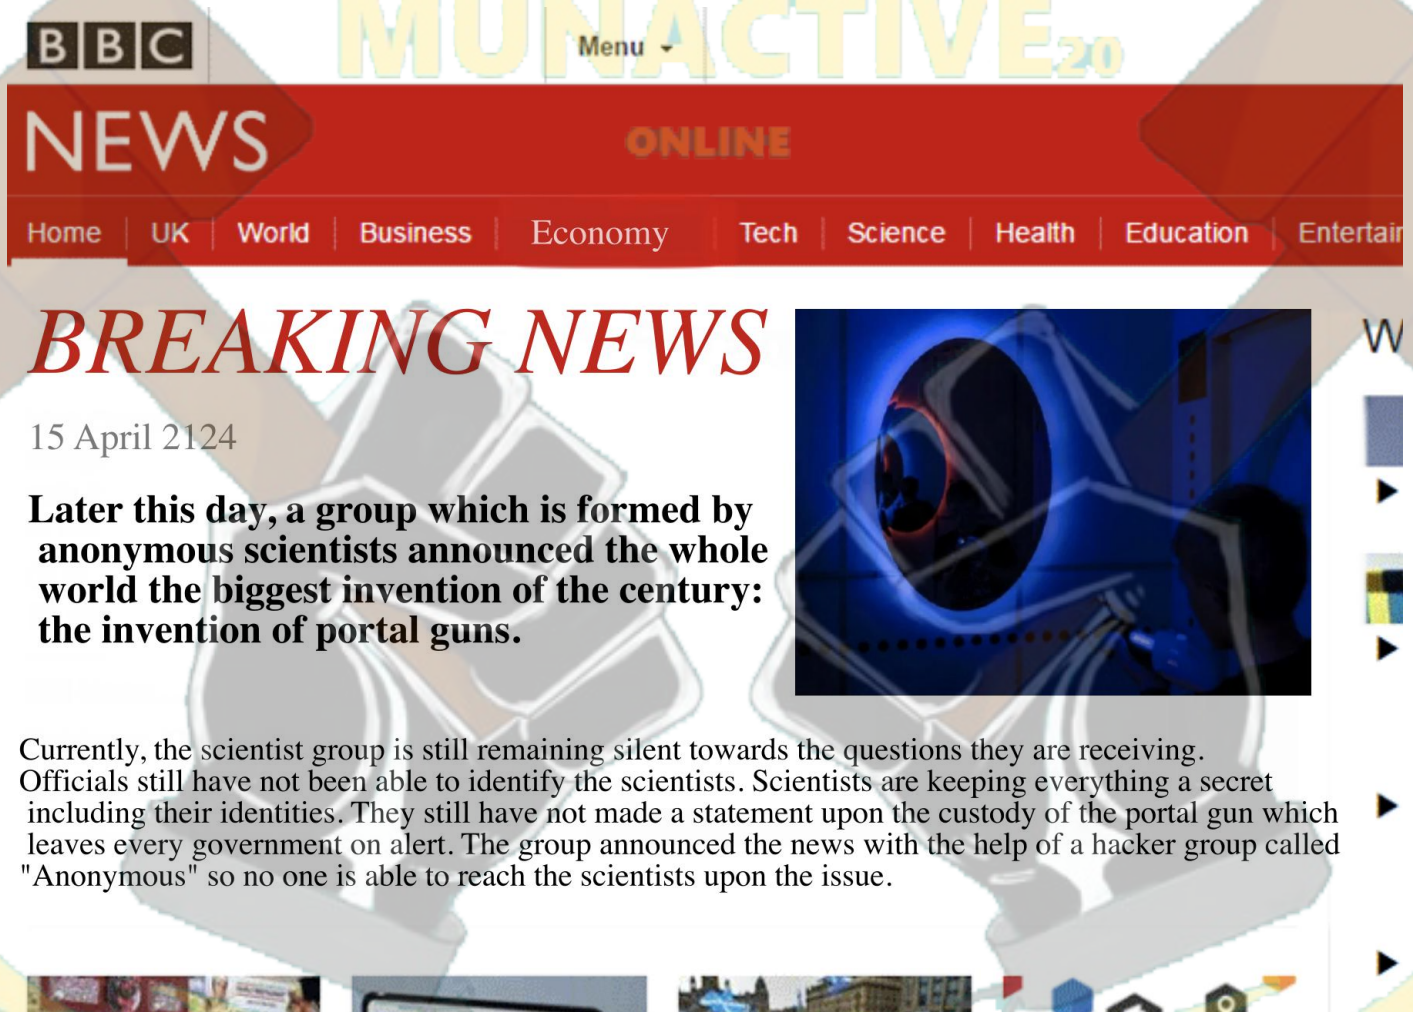 MUNACTIVE20
BBC
Menu
NEWS
ONLINE
Home UK World Business Economy Tech Science Health Education Entertain
BREAKING NEWS
15 April 2124
Later this day, a group which is formed by
anonymous scientists announced the whole
world the biggest invention of the century:
the invention of portal guns.
W
Currently, the scientist group is still remaining silent towards the questions they are receiving.
Officials still have not been able to identify the scientists. Scientists are keeping everything a secret
including their identities. They still have not made a statement upon the custody of the portal gun which
leaves every government on alert. The group announced the news with the help of a hacker group called
"Anonymous" so no one is able to reach the scientists upon the issue.